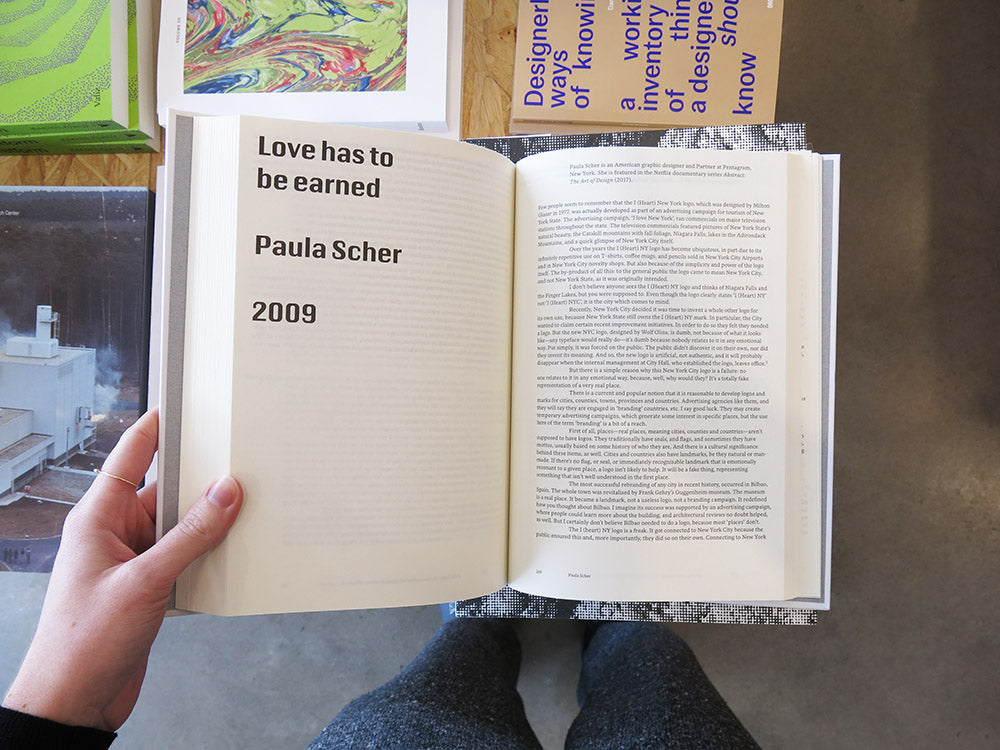 Designerly
ways
of knowing
a working
inventory
of thin
a designer
shou
know
Love has to
be earned
Paula Scher
2009
Paula Scher is an American graphic designer and Partner at Pentagram,
New York. She is featured in the Netflix documentary series Abstract:
The Art of Design (2017).
Few people seem to remember that the I (Heart) New York logo, which was designed by Milton
Glaser in 1977, was actually developed as part of an advertising campaign for tourism of New
York State. The advertising campaign, 'I love New York', ran commercials on major television
stations throughout the state. The television commercials featured pictures of New York State's
natural beauty, the Catskill mountains with fall foliage, Niagara Falls, lakes in the Adirondack
Mountains, and a quick glimpse of New York City itself.
Over the years the I (Heart) NY logo has become ubiquitous, in part due to its
infinitely repetitive use on T-shirts, coffee mugs, and pencils sold in New York City Airports
and in New York City novelty shops. But also because of the simplicity and power of the logo
itself. The by-product of all this: to the general public the logo came to mean New York City,
and not New York State, as it was originally intended.
I don't believe anyone sees the I (Heart) NY logo and thinks of Niagara Falls and
the Finger Lakes, but you were supposed to. Even though the logo clearly states 'I (Heart) NY'
not 'I (Heart) NYC', it is the city which comes to mind.
Recently, New York City decided it was time to invent a whole other logo for
its own use, because New York State still owns the I (Heart) NY mark. In particular, the City
wanted to claim certain recent improvement initiatives. In order to do so they felt they needed
a logo. But the new NYC logo, designed by Wolf Olins, is dumb, not because of what it looks
like—any typeface would really do—it's dumb because nobody relates to it in any emotional
way. Put simply, it was forced on the public. The public didn't discover it on their own, nor did
they invent its meaning. And so, the new logo is artificial, not authentic, and it will probably
disappear when the internal management at City Hall, who established the logo, leaves office.
But there is a simple reason why this New York City logo is a failure: no
one relates to it in any emotional way, because, well, why would they? It's a totally fake
representation of a very real place.
There is a current and popular notion that it is reasonable to develop logos and
marks for cities, counties, towns, provinces and countries. Advertising agencies like them, and
they will say they are engaged in 'branding' countries, etc. I say good luck. They may create
temporary advertising campaigns, which generate some interest in specific places, but the use
here of the term 'branding' is a bit of a reach.
First of all, places—real places, meaning cities, counties and countries—aren't
supposed to have logos. They traditionally have seals, and flags, and sometimes they have
mottos, usually based on some history of who they are. And there is a cultural significance
behind these items, as well. Cities and countries also have landmarks, be they natural or man-
made. If there's no flag, or seal, or immediately recognisable landmark that is emotionally
resonant to a given place, a logo isn't likely to help. It will be a fake thing, representing
something that isn't well understood in the first place.
The most successful rebranding of any city in recent history, occurred in Bilbao,
Spain. The whole town was revitalised by Frank Gehry's Guggenheim museum. The museum
is a real place. It became a landmark, not a useless logo, not a branding campaign. It redefined
how you thought about Bilbao. I imagine its success was supported by an advertising campaign,
where people could learn more about the building, and architectural reviews no doubt helped,
as well. But I certainly don't believe Bilbao needed to do a logo, because most 'places' don't.
The I (heart) NY logo is a freak. It got connected to New York City because the
public ensured this and, more importantly, they did so on their own. Connecting to New York
Paula Scher